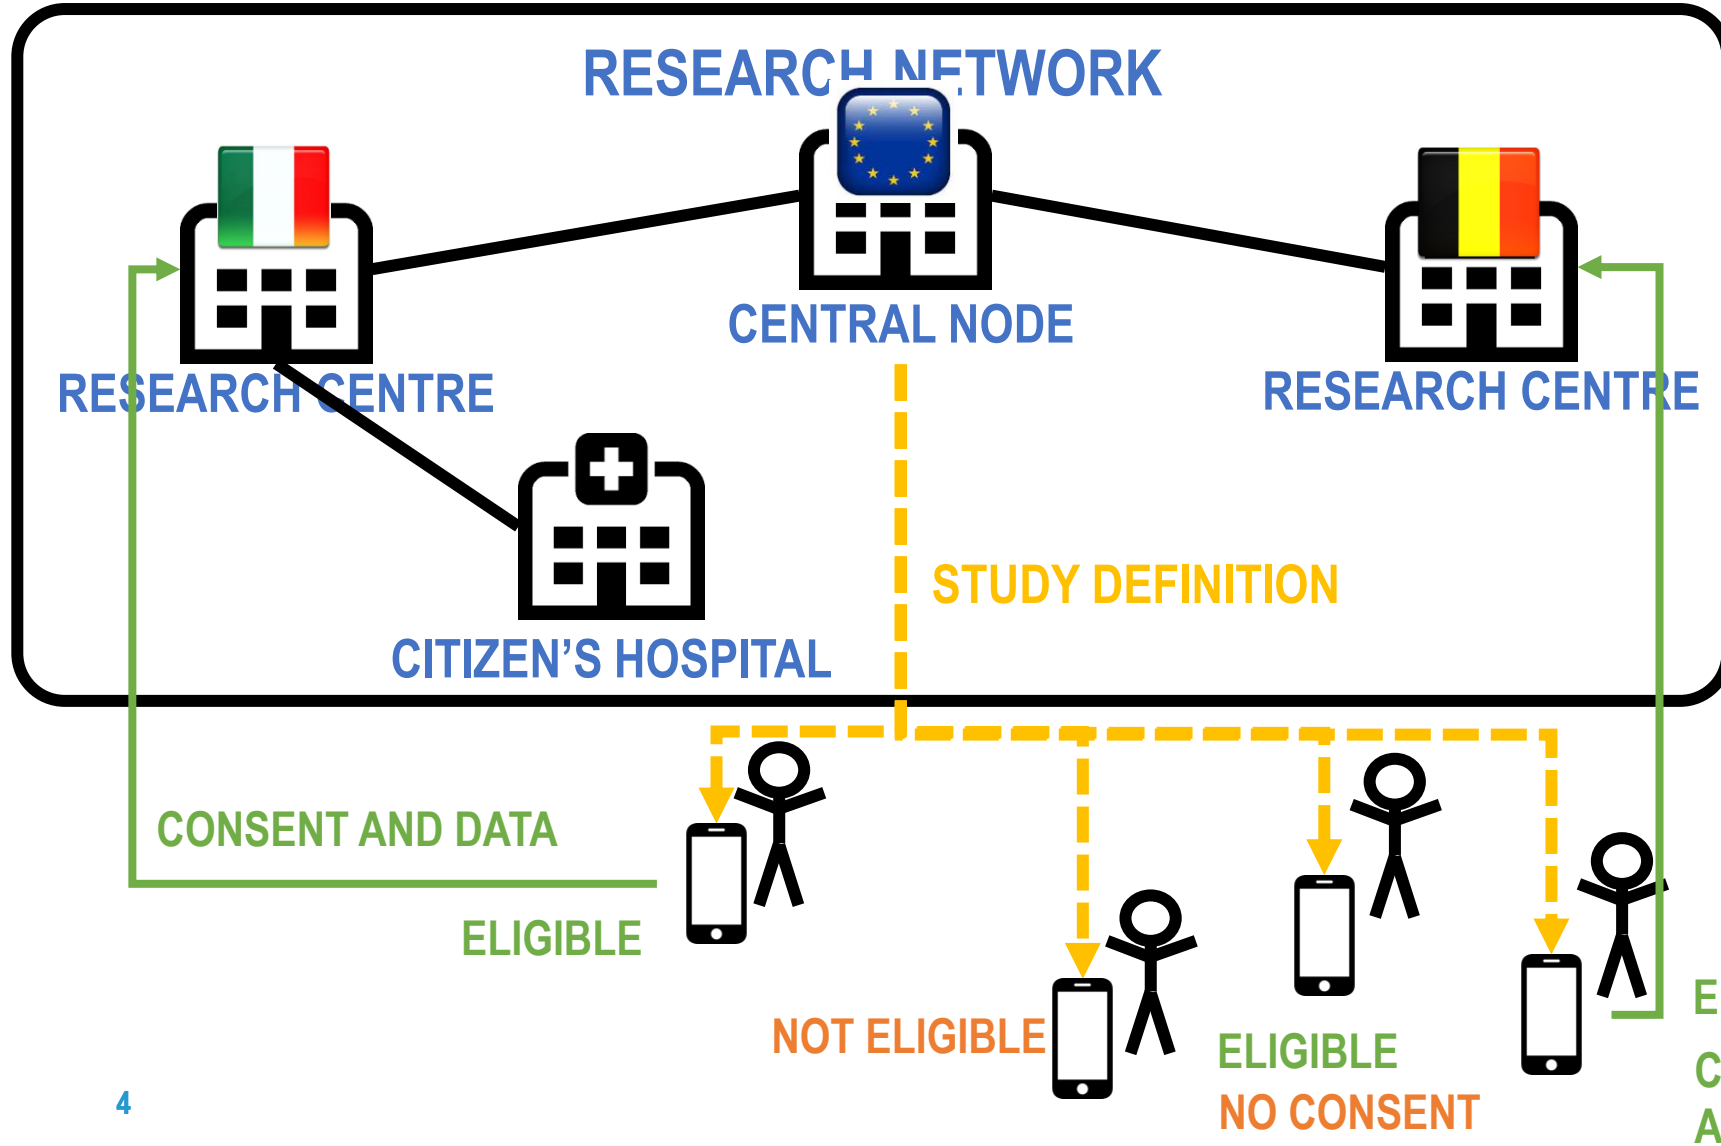 RESEARCH NETWORK
CENTRAL NODE
RESEARCH CENTRE
RESEARCH CENTRE
STUDY DEFINITION
CITIZEN’S HOSPITAL
CONSENT AND DATA
ELIGIBLE
NOT ELIGIBLE
ELIGIBLE
NO CONSENT
E
C
A
4